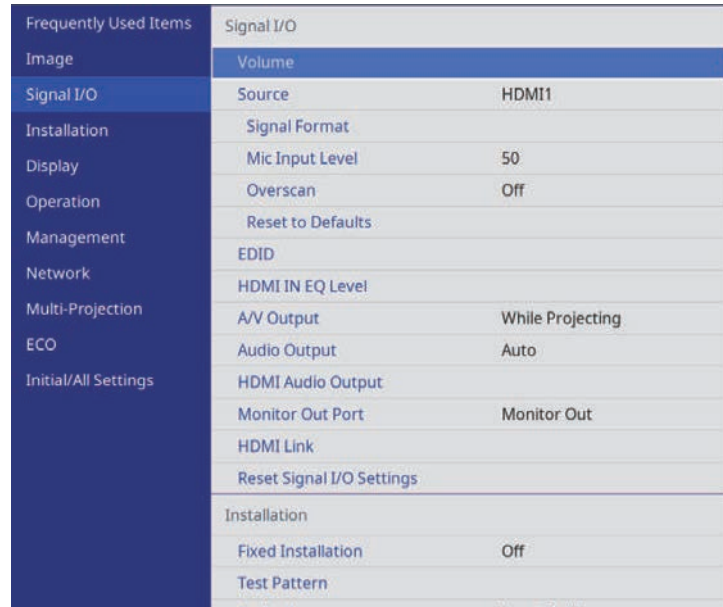 Frequently Used Items
Image
Signal I/O
Installation
Display
Operation
Management
Network
Multi-Projection
ECO
Initial/All Settings
Signal I/O
Volume
Source HDMI1
Signal Format
Mic Input Level 50
Overscan Off
Reset to Defaults
EDID
HDMI IN EQ Level
A/V Output While Projecting
Audio Output Auto
HDMI Audio Output
Monitor Out Port Monitor Out
HDMI Link
Reset Signal I/O Settings
Installation
Fixed Installation Off
Test Pattern